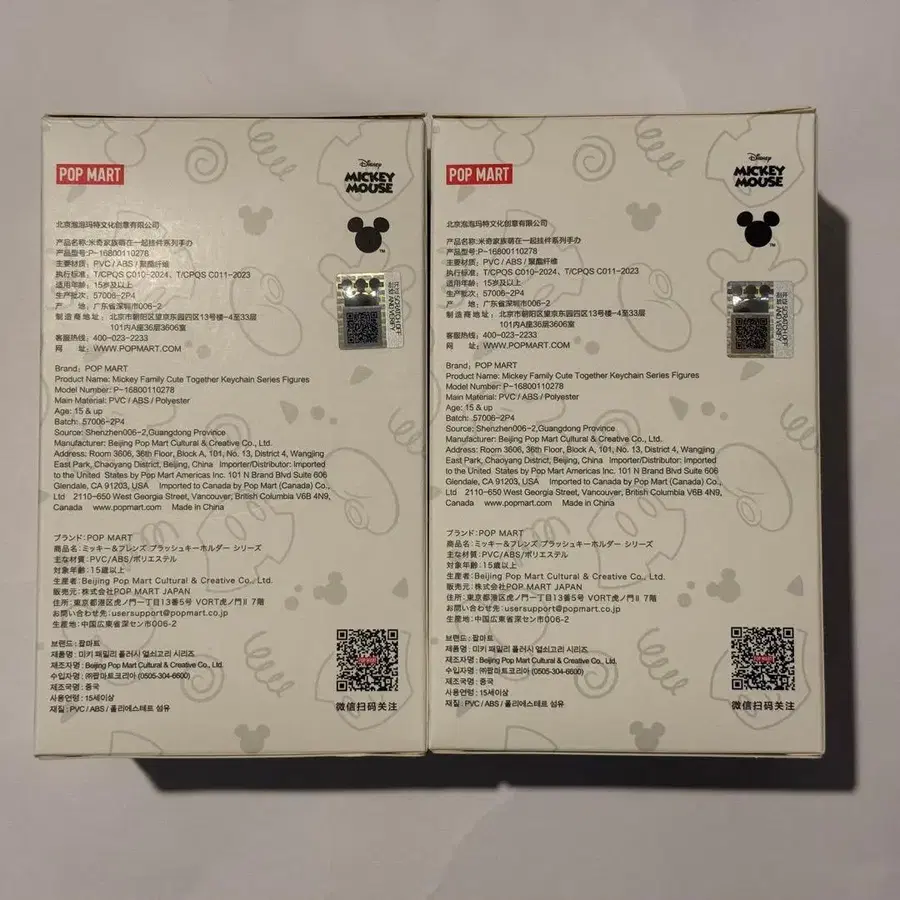 POP MART
Disney
MICKEY
MOUSE
TM
北京泡泡玛特文化创意有限公司
产品名称:米奇家族萌在一起挂件系列手办
产品型号:P-16800110278
主要材质: PVC / ABS / 聚酯纤维
执行标准: T/CPQS C010-2024、T/CPQS C011-2023
适用年龄: 15岁及以上
生产批次: 57006-2P4
产 地: 广东省深圳市006-2
制造商地址: 北京市朝阳区望京东园四区13号楼-4至33层
101内A座36层3606室
客服热线: 400-023-2233
网 址: WWW.POPMART.COM
SCRATCH OFF
AND VERIFY
Brand: POP MART
Product Name: Mickey Family Cute Together Keychain Series Figures
Model Number: P-16800110278
Main Material: PVC / ABS / Polyester
Age: 15 & up
Batch: 57006-2P4
Source: Shenzhen006-2,Guangdong Province
Manufacturer: Beijing Pop Mart Cultural & Creative Co., Ltd.
Address: Room 3606, 36th Floor, Block A, 101, No. 13, District 4, Wangjing
East Park, Chaoyang District, Beijing, China Importer/Distributor: Imported
to the United States by Pop Mart Americas Inc. 101 N Brand Blvd Suite 606
Glendale, CA 91203, USA Imported to Canada by Pop Mart (Canada) Co.,
Ltd 2110-650 West Georgia Street, Vancouver, British Columbia V6B 4N9,
Canada www.popmart.com Made in China
ブランド: POP MART
商品名: ミッキー&フレンズ プラッシュキーホルダー シリーズ
主な材質: PVC/ABS/ポリエステル
対象年齢: 15歳以上
生産者: Beijing Pop Mart Cultural & Creative Co., Ltd.
販売元: 株式会社POP MART JAPAN
住所: 東京都港区虎ノ門一丁目13番5号 VORT虎ノ門Ⅱ 7階
お問い合わせ先: usersupport@popmart.co.jp
生産地: 中国広東省深セン市006-2
브랜드 : 팝마트
제품명 : 미키 패밀리 플러시 열쇠고리 시리즈
제조자명 : Beijing Pop Mart Cultural & Creative Co., Ltd.
수입자명 : ㈜팝마트코리아 (0505-304-6600)
제조국명 : 중국
사용연령 : 15세이상
재질 : PVC / ABS / 폴리에스테르 섬유
POP MART
微信扫码关注
POP MART
Disney
MICKEY
MOUSE
TM
北京泡泡玛特文化创意有限公司
产品名称:米奇家族萌在一起挂件系列手办
产品型号:P-16800110278
主要材质: PVC / ABS / 聚酯纤维
执行标准: T/CPQS C010-2024、T/CPQS C011-2023
适用年龄: 15岁及以上
生产批次: 57006-2P4
产 地: 广东省深圳市006-2
制造商地址: 北京市朝阳区望京东园四区13号楼-4至33层
101内A座36层3606室
客服热线: 400-023-2233
网 址: WWW.POPMART.COM
SCRATCH OFF
AND VERIFY
Brand: POP MART
Product Name: Mickey Family Cute Together Keychain Series Figures
Model Number: P-16800110278
Main Material: PVC / ABS / Polyester
Age: 15 & up
Batch: 57006-2P4
Source: Shenzhen006-2,Guangdong Province
Manufacturer: Beijing Pop Mart Cultural & Creative Co., Ltd.
Address: Room 3606, 36th Floor, Block A, 101, No. 13, District 4, Wangjing
East Park, Chaoyang District, Beijing, China Importer/Distributor: Imported
to the United States by Pop Mart Americas Inc. 101 N Brand Blvd Suite 606
Glendale, CA 91203, USA Imported to Canada by Pop Mart (Canada) Co.,
Ltd 2110-650 West Georgia Street, Vancouver, British Columbia V6B 4N9,
Canada www.popmart.com Made in China
ブランド: POP MART
商品名: ミッキー&フレンズ プラッシュキーホルダー シリーズ
主な材質: PVC/ABS/ポリエステル
対象年齢: 15歳以上
生産者: Beijing Pop Mart Cultural & Creative Co., Ltd.
販売元: 株式会社POP MART JAPAN
住所: 東京都港区虎ノ門一丁目13番5号 VORT虎ノ門Ⅱ 7階
お問い合わせ先: usersupport@popmart.co.jp
生産地: 中国広東省深セン市006-2
브랜드 : 팝마트
제품명 : 미키 패밀리 플러시 열쇠고리 시리즈
제조자명 : Beijing Pop Mart Cultural & Creative Co., Ltd.
수입자명 : ㈜팝마트코리아 (0505-304-6600)
제조국명 : 중국
사용연령 : 15세이상
재질 : PVC / ABS / 폴리에스테르 섬유
POP MART
微信扫码关注